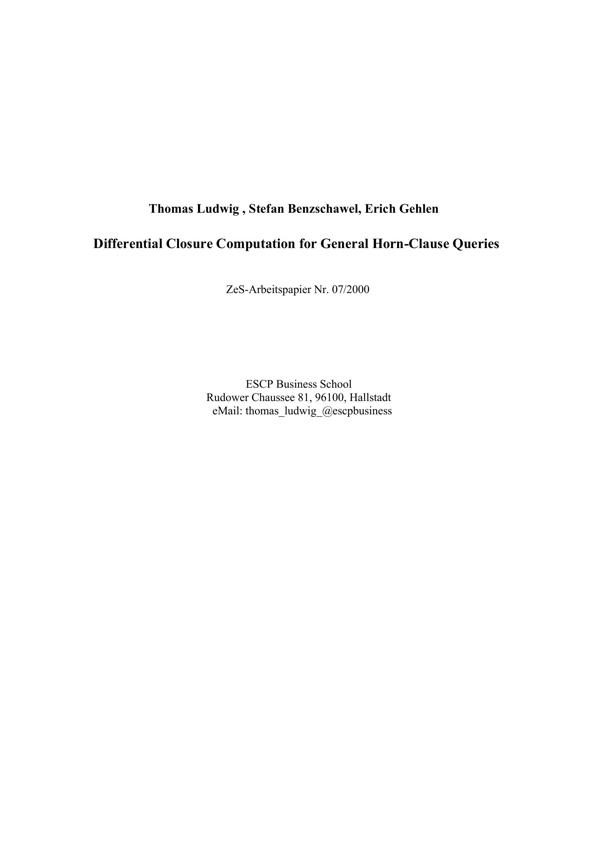 Thomas Ludwig , Stefan Benzschawel, Erich Gehlen
Differential Closure Computation for General Horn-Clause Queries
ZeS-Arbeitspapier Nr. 07/2000
ESCP Business School
Rudower Chaussee 81, 96100, Hallstadt
eMail: thomas_ludwig_@escpbusiness